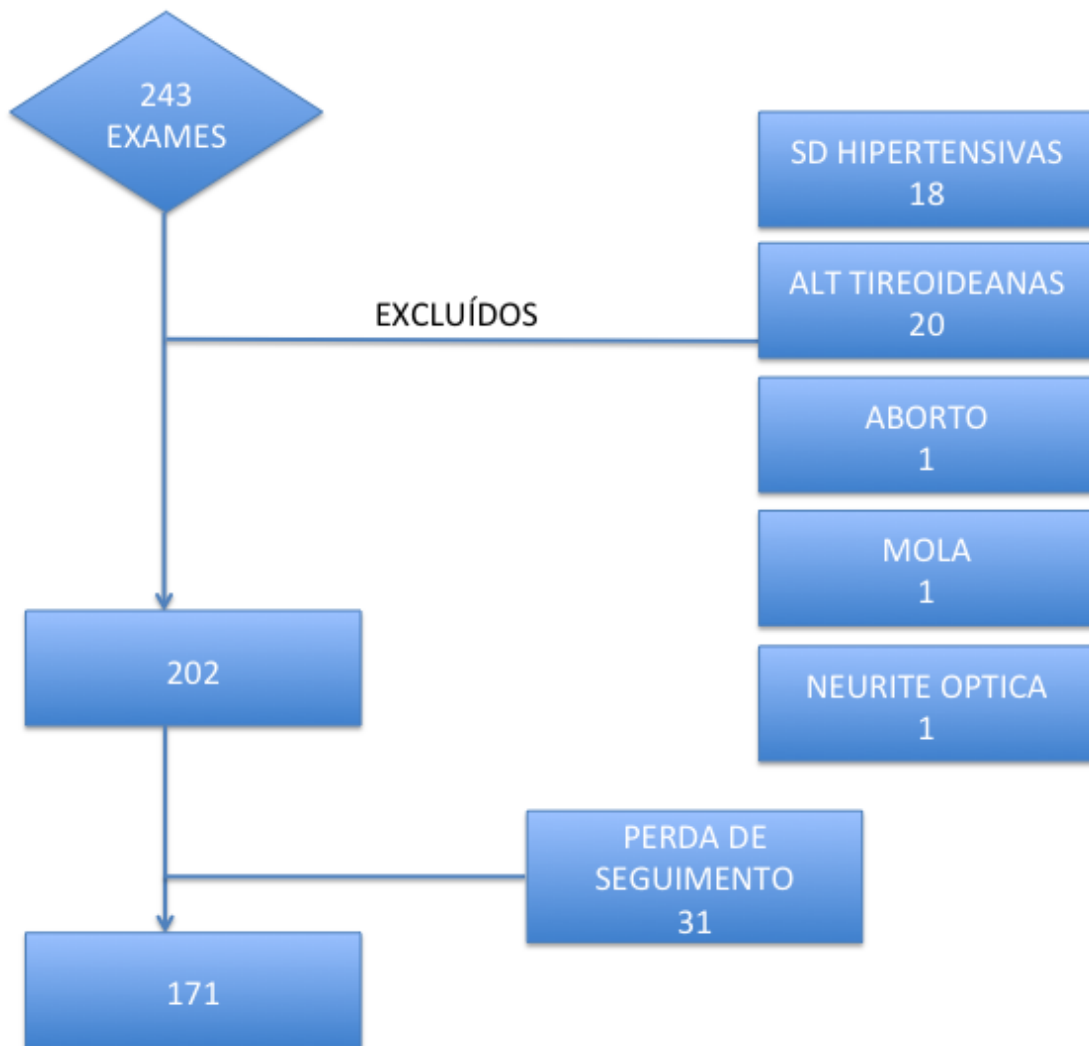 243
EXAMES
SD HIPERTENSIVAS
18
ALT TIREOIDEANAS
20
EXCLUÍDOS
ABORTO
1
MOLA
1
202
NEURITE OPTICA
1
PERDA DE
SEGUIMENTO
31
171